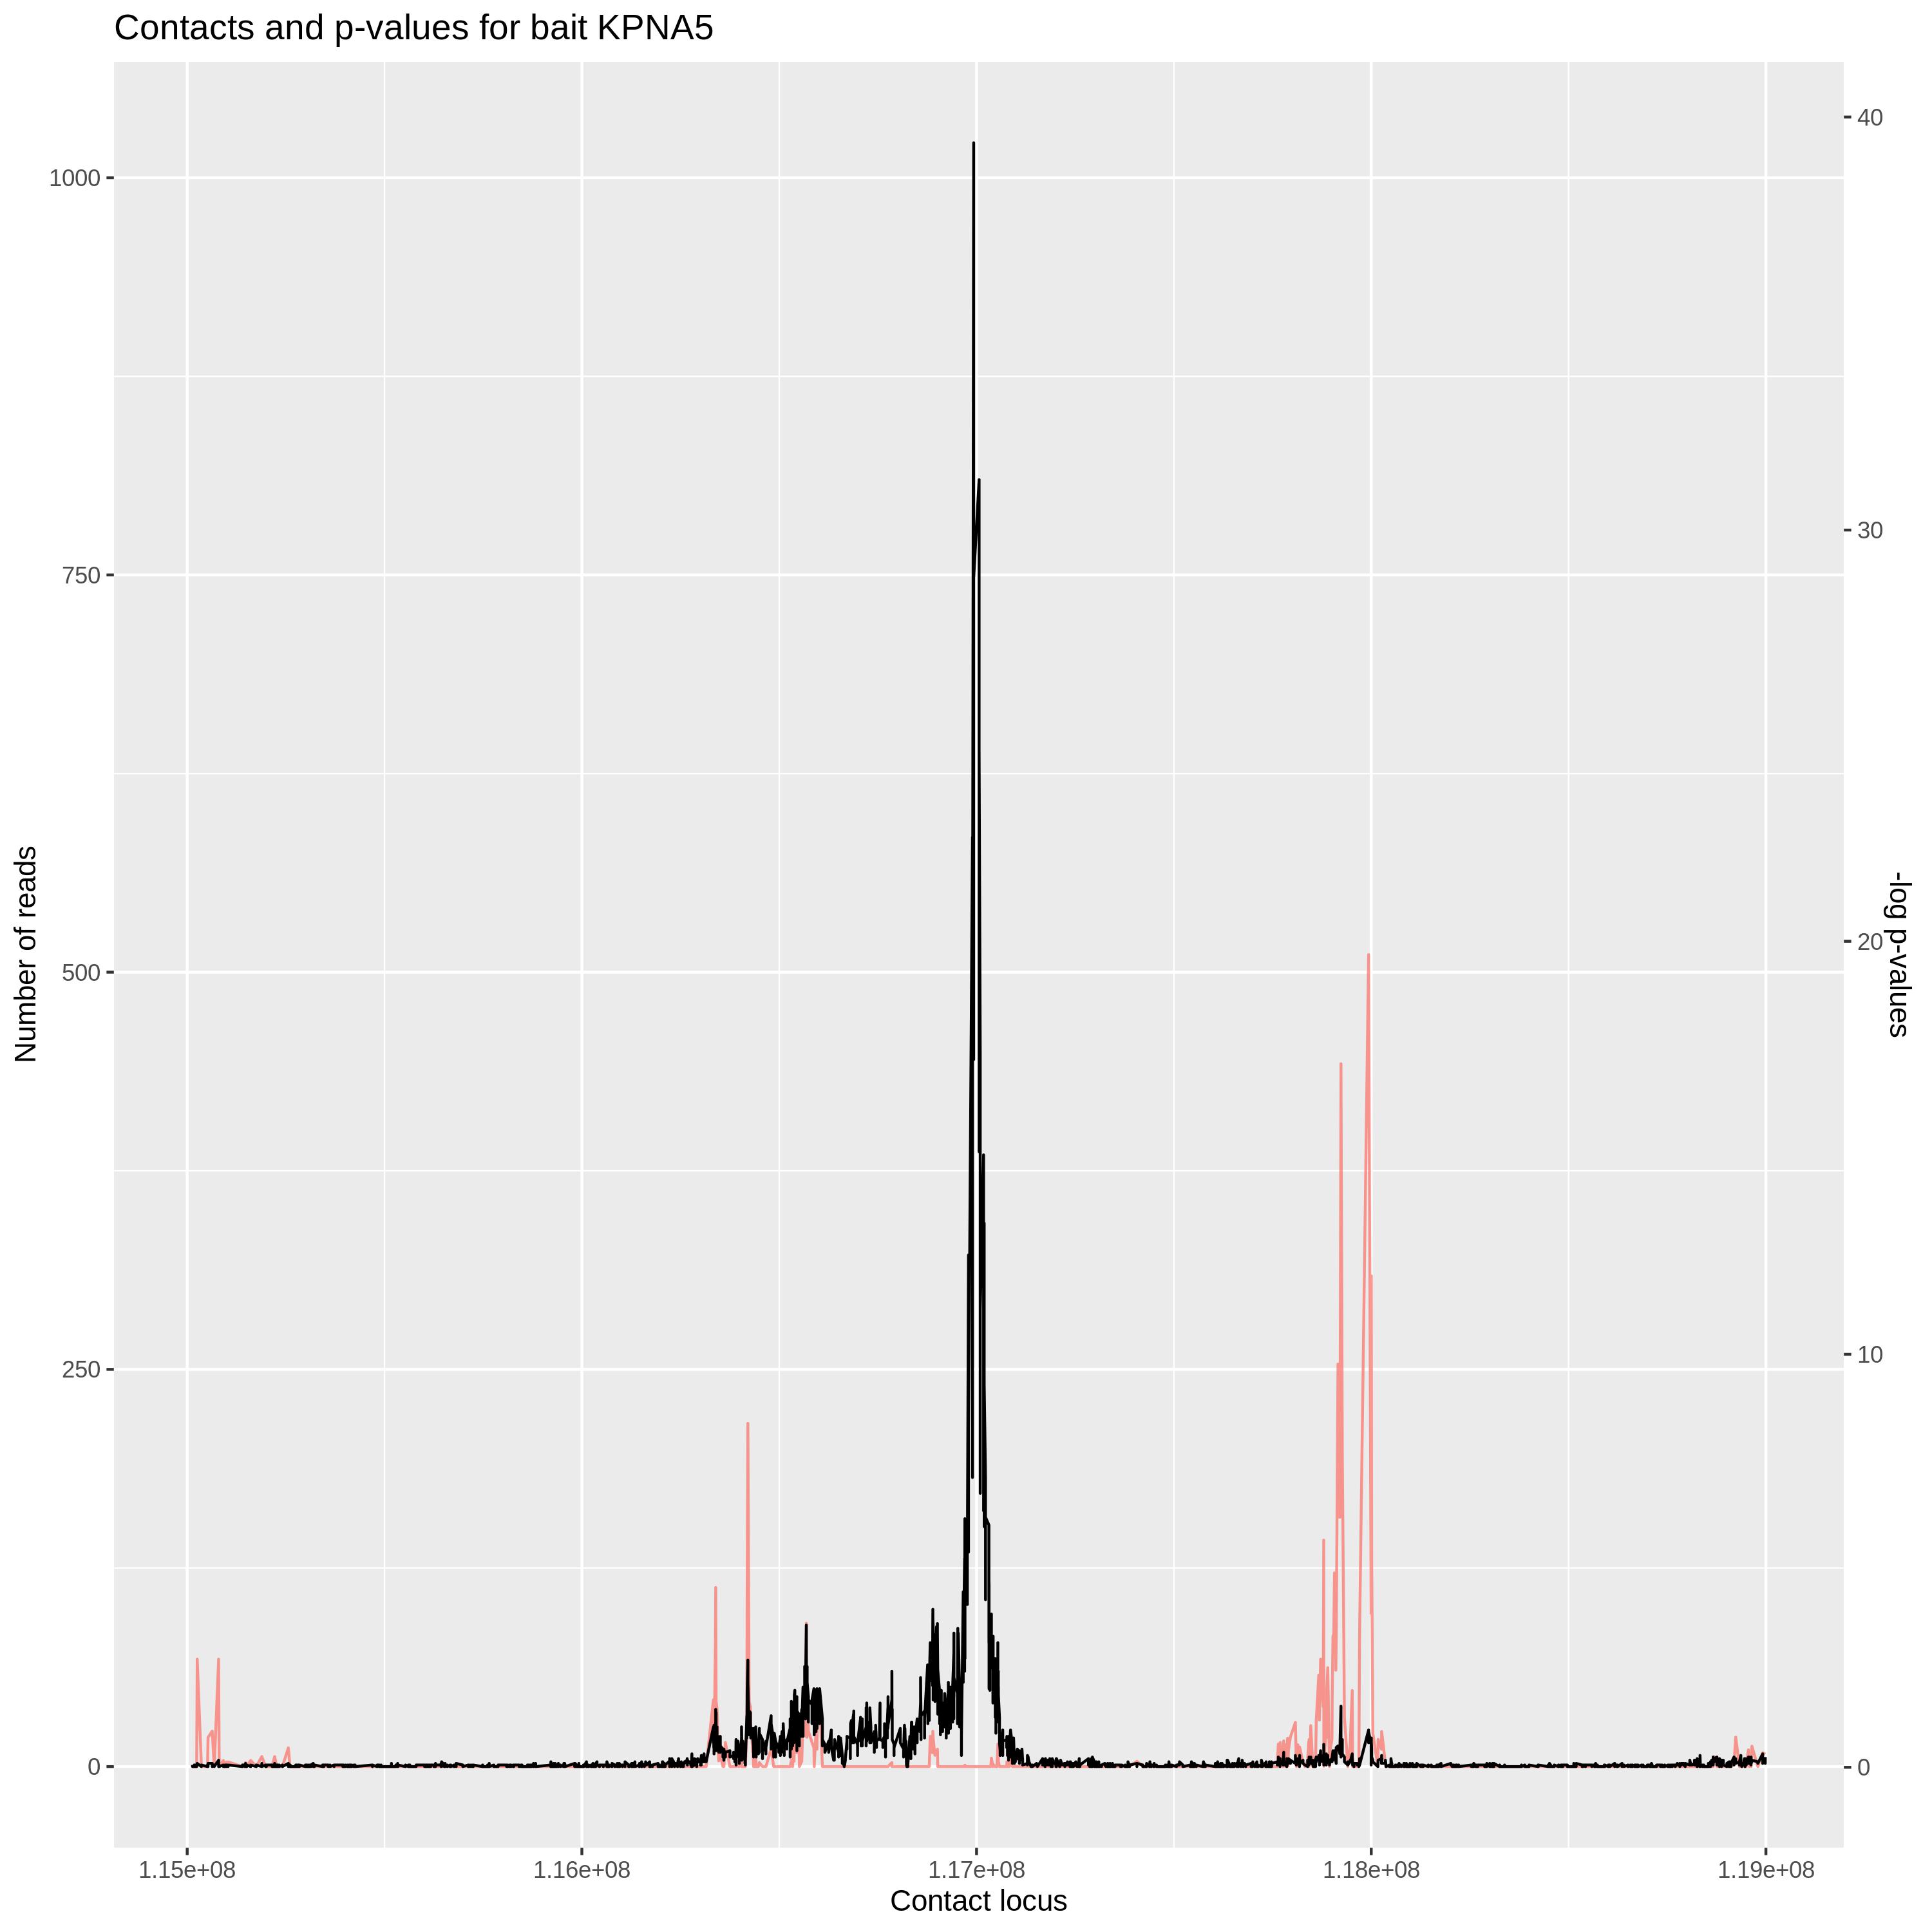 Contacts and p-values for bait KPNA5
1000
750
500
250
0
Number of reads
40
30
20
10
0
-log p-values
1.15e+08
1.16e+08
1.17e+08
1.18e+08
1.19e+08
Contact locus